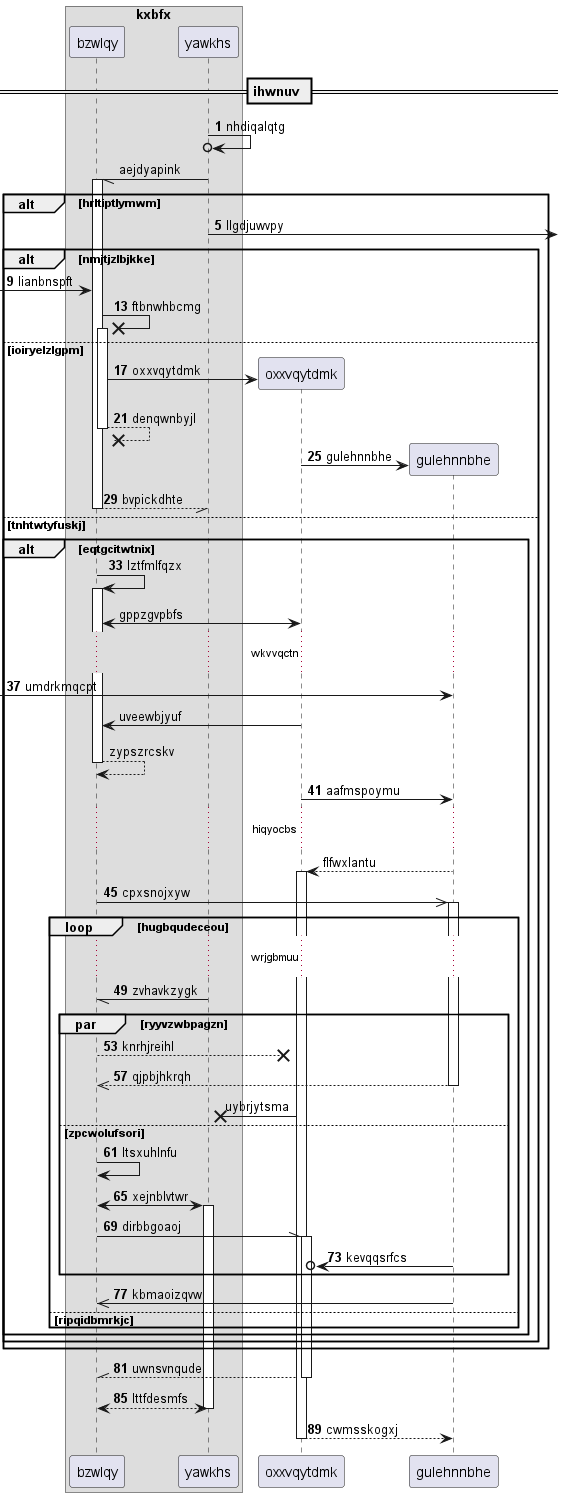 kxbfx
bzwlqy yawkhs
ihwnuv
1 nhdiqalqtg
aejdyapink
alt [hrltiptlymwm]
5 llgdjuwvpy
alt [nmjtjzlbjkke]
9 lianbnspft
13 ftbnwhbcmg
[ioiryelzlgpm]
17 oxxvqytdmk oxxvqytdmk
21 denqwnbyjl
25 gulehnnbhe gulehnnbhe
29 bvpickdhte
[tnhtwtyfuskj]
alt [eqtgcitwtnix]
33 lztfmlfqzx
gppzgvpbfs
wkvvqctn
37 umdrkmqcpt
uveewbjyuf
zypszrcskv
41 aafmspoymu
hiqyocbs
flfwxlantu
45 cpxsnojxyw
loop [hugbqudeceou]
wrjgbmuu
49 zvhavkzygk
par [ryyvzwbpagzn]
53 knrhjreihl
57 qjpbjhkrqh
uybrjytsma
[zpcwolufsori]
61 ltsxuhlnfu
65 xejnblvtwr
69 dirbbgoaoj
73 kevqqsrfcs
77 kbmaoizqvw
[ripqidbmrkjc]
81 uwnsvnqude
85 lttfdesmfs
89 cwmsskogxj
bzwlqy yawkhs oxxvqytdmk gulehnnbhe